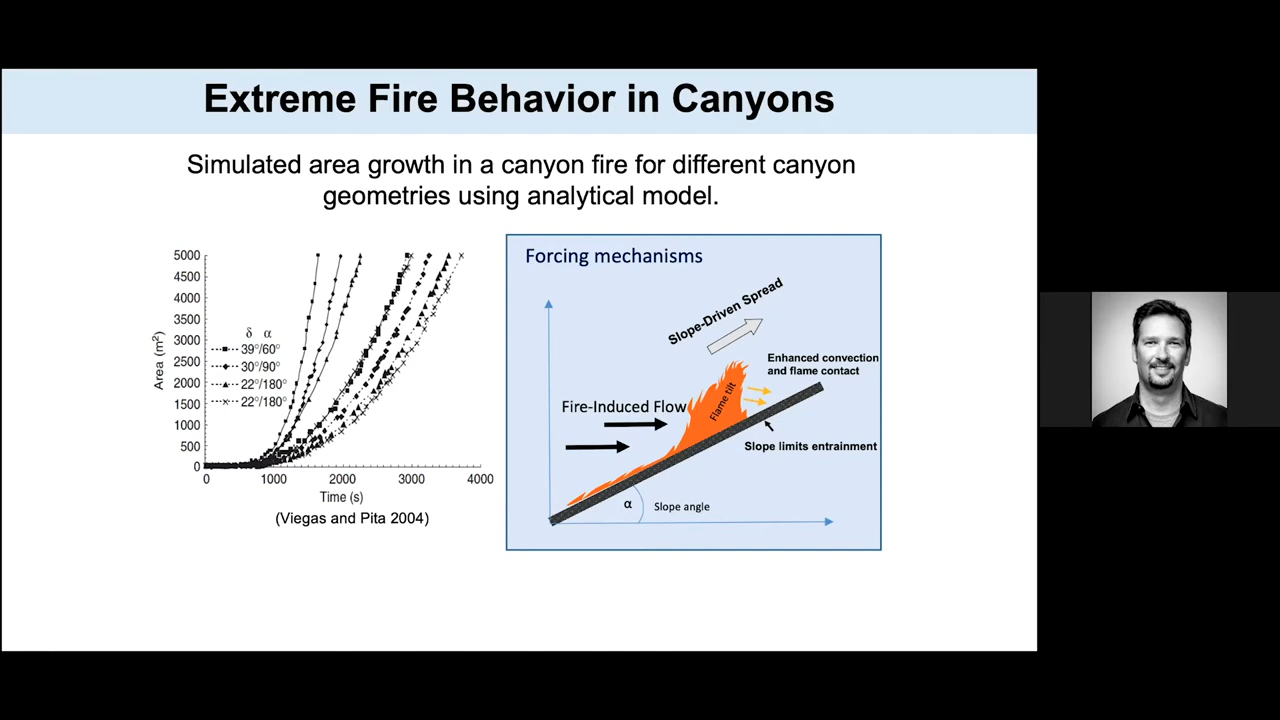 Extreme Fire Behavior in Canyons
Simulated area growth in a canyon fire for different canyon
geometries using analytical model.
5000
4500
4000
3500
3000
2500
2000
1500
1000
500
0
Area (m²)
δ α
39°/60°
30°/90°
22°/180°
22°/180°
0 1000 2000 3000 4000
Time (s)
(Viegas and Pita 2004)
Forcing mechanisms
Slope-Driven Spread
Enhanced convection
and flame contact
Fire-Induced Flow
Flame tilt
Slope limits entrainment
α
Slope angle